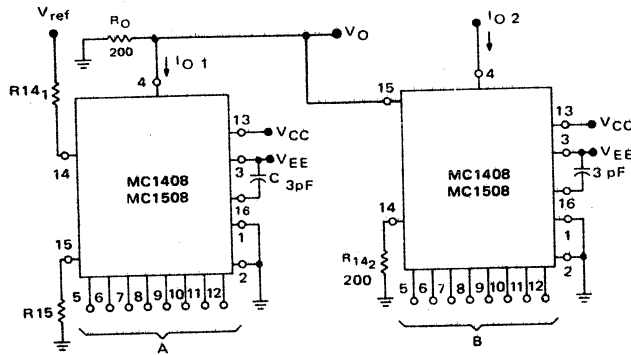 Vref
RO
200
VO
IO 1
IO 2
R14₁
4
4
15
13
VCC
3
VEE
C
3pF
14
MC1408
MC1508
16
1
2
15
R15
5 6 7 8 9 10 11 12
A
13
VCC
3
VEE
3 pF
MC1408
MC1508
14
16
1
2
R14₂
200
5 6 7 8 9 10 11 12
B